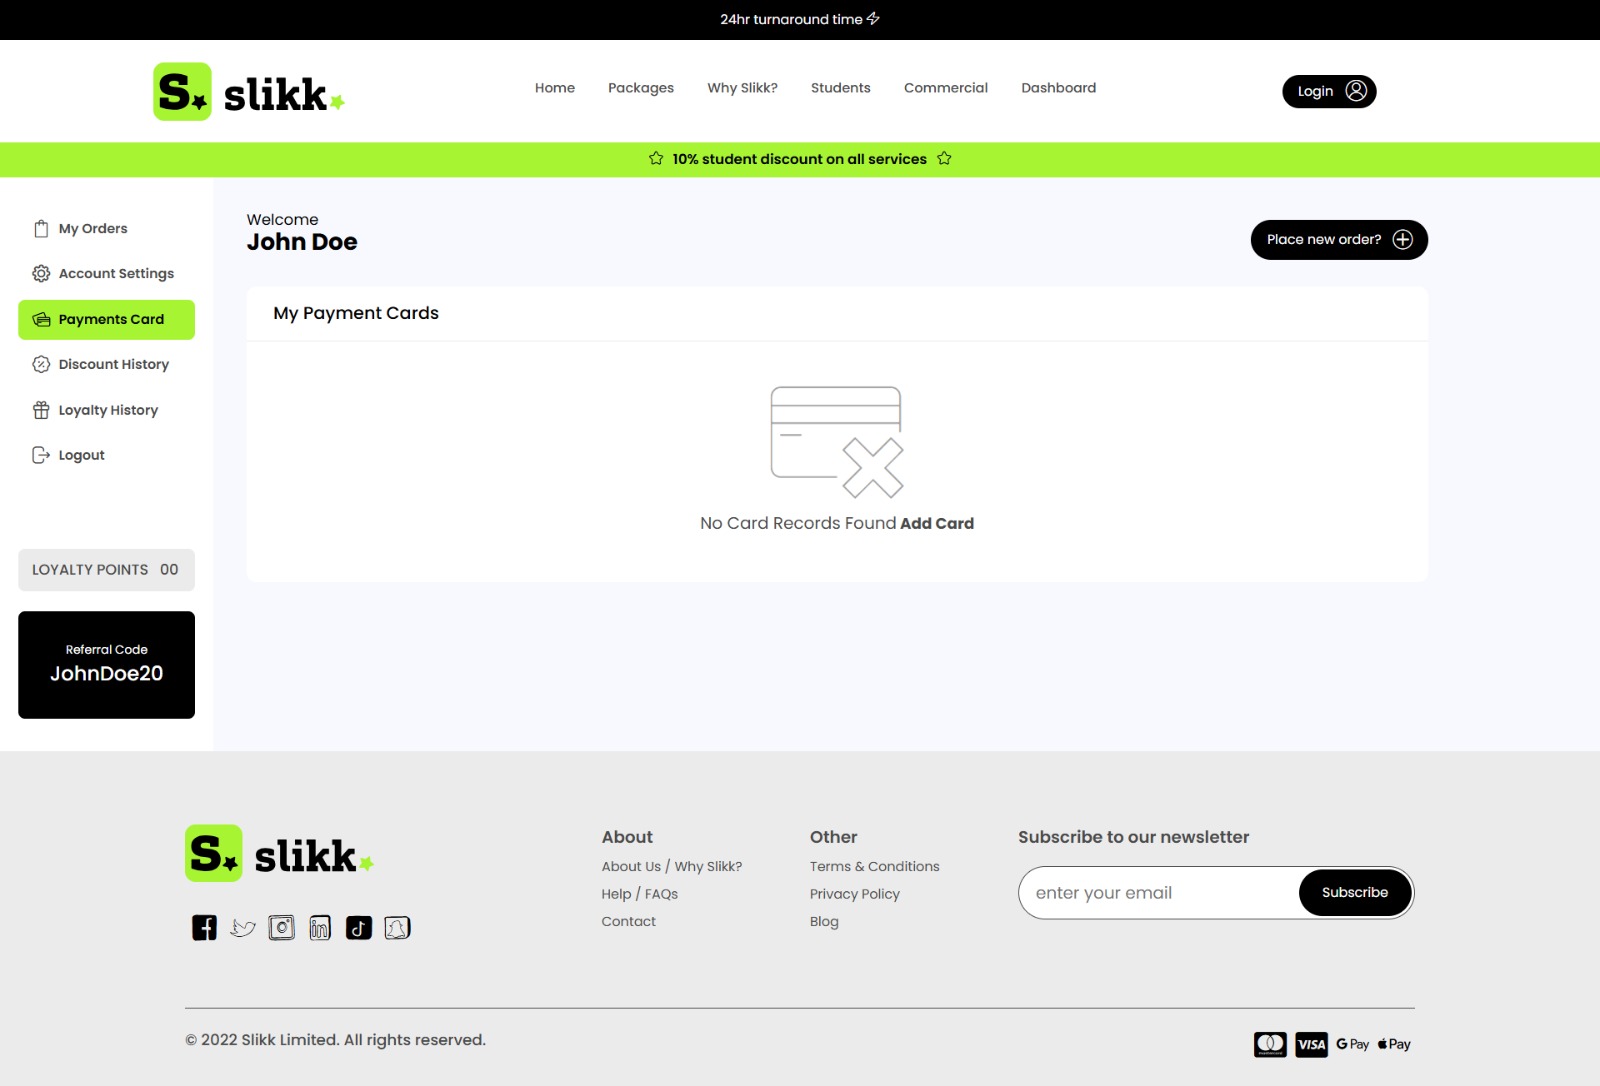 24hr turnaround time
S. slikk.
Home Packages Why Slikk? Students Commercial Dashboard
Login
10% student discount on all services
My Orders
Account Settings
Payments Card
Discount History
Loyalty History
Logout
LOYALTY POINTS 00
Referral Code
JohnDoe20
Welcome
John Doe
Place new order?
My Payment Cards
No Card Records Found Add Card
S. slikk.
About
About Us / Why Slikk?
Help / FAQs
Contact
Other
Terms & Conditions
Privacy Policy
Blog
Subscribe to our newsletter
enter your email
Subscribe
© 2022 Slikk Limited. All rights reserved.
VISA G Pay Pay